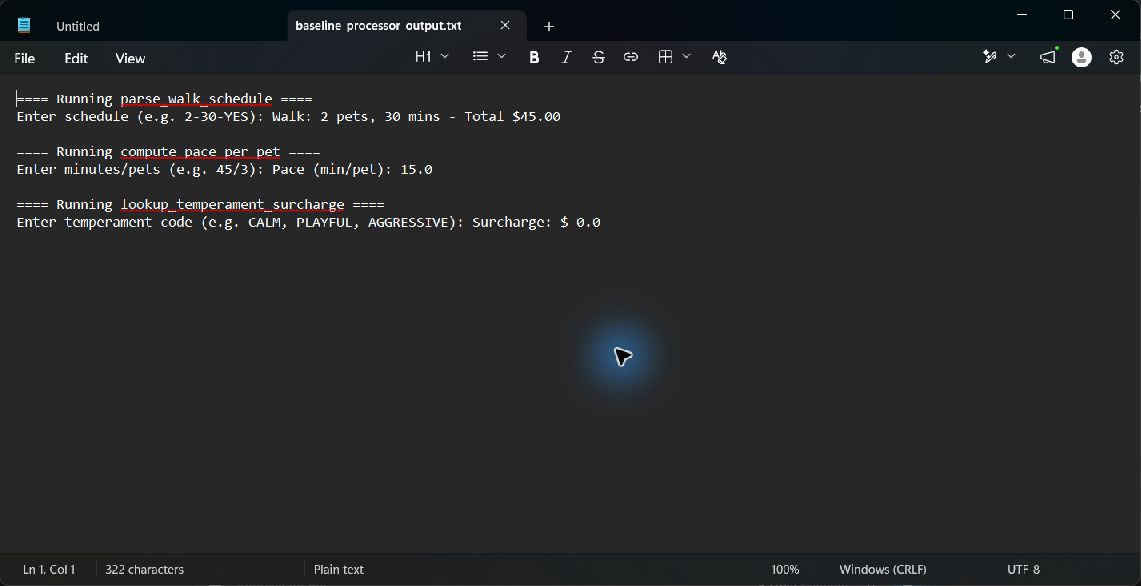 Untitled
baseline_processor_output.txt
File Edit View H1 B I S
==== Running parse_walk_schedule ====
Enter schedule (e.g. 2-30-YES): Walk: 2 pets, 30 mins - Total $45.00
==== Running compute_pace_per_pet ====
Enter minutes/pets (e.g. 45/3): Pace (min/pet): 15.0
==== Running lookup_temperament_surcharge ====
Enter temperament code (e.g. CALM, PLAYFUL, AGGRESSIVE): Surcharge: $ 0.0
Ln 1, Col 1 322 characters Plain text 100% Windows (CRLF) UTF-8